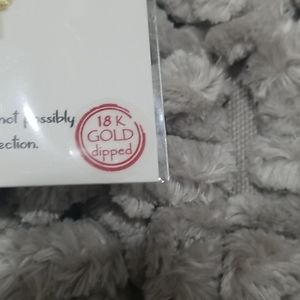 not possibly
ection.
18 K
GOLD
dipped